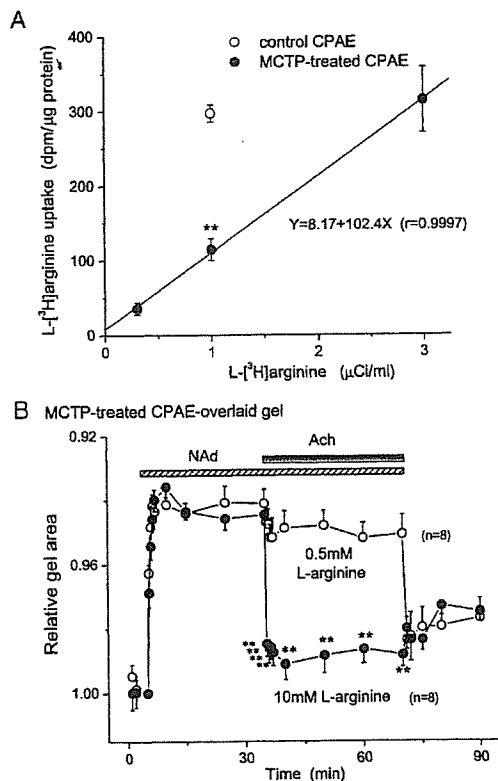 A
control CPAE
MCTP-treated CPAE
L-[³H]arginine uptake (dpm/μg protein)
400
300
200
100
0
**
Y=8.17+102.4X (r=0.9997)
0
1
2
3
L-[³H]arginine (μCi/ml)
B MCTP-treated CPAE-overlaid gel
Ach
NAd
Relative gel area
0.92
0.96
1.00
(n=8)
0.5mM
L-arginine
**
**
**
**
**
**
**
**
10mM L-arginine (n=8)
0
30
60
90
Time (min)